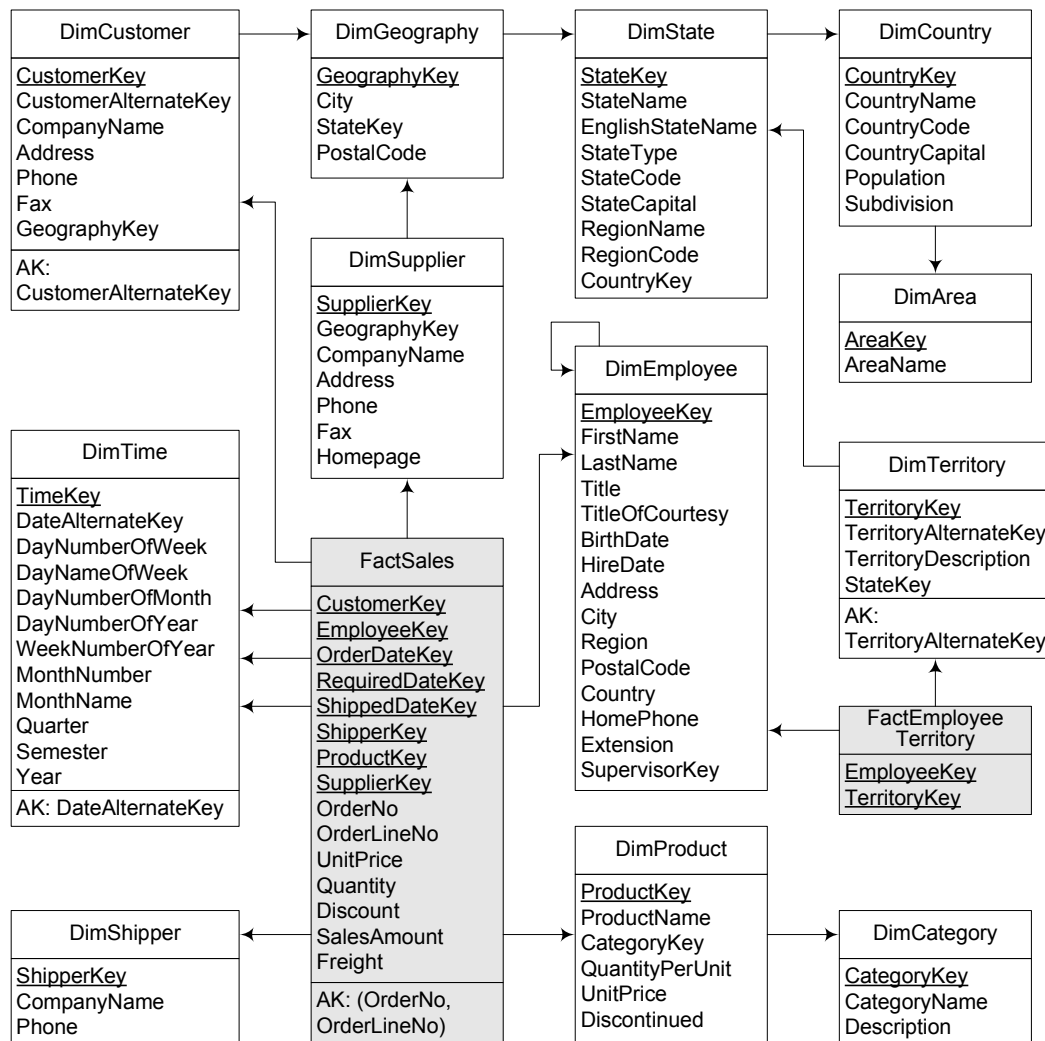 DimCustomer
CustomerKey
CustomerAlternateKey
CompanyName
Address
Phone
Fax
GeographyKey
AK:
CustomerAlternateKey
DimGeography
GeographyKey
City
StateKey
PostalCode
DimState
StateKey
StateName
EnglishStateName
StateType
StateCode
StateCapital
RegionName
RegionCode
CountryKey
DimCountry
CountryKey
CountryName
CountryCode
CountryCapital
Population
Subdivision
DimArea
AreaKey
AreaName
DimSupplier
SupplierKey
GeographyKey
CompanyName
Address
Phone
Fax
Homepage
DimEmployee
EmployeeKey
FirstName
LastName
Title
TitleOfCourtesy
BirthDate
HireDate
Address
City
Region
PostalCode
Country
HomePhone
Extension
SupervisorKey
DimTime
TimeKey
DateAlternateKey
DayNumberOfWeek
DayNameOfWeek
DayNumberOfMonth
DayNumberOfYear
WeekNumberOfYear
MonthNumber
MonthName
Quarter
Semester
Year
AK: DateAlternateKey
FactSales
CustomerKey
EmployeeKey
OrderDateKey
RequiredDateKey
ShippedDateKey
ShipperKey
ProductKey
SupplierKey
OrderNo
OrderLineNo
UnitPrice
Quantity
Discount
SalesAmount
Freight
AK: (OrderNo,
OrderLineNo)
DimTerritory
TerritoryKey
TerritoryAlternateKey
TerritoryDescription
StateKey
AK:
TerritoryAlternateKey
FactEmployee
Territory
EmployeeKey
TerritoryKey
DimShipper
ShipperKey
CompanyName
Phone
DimProduct
ProductKey
ProductName
CategoryKey
QuantityPerUnit
UnitPrice
Discontinued
DimCategory
CategoryKey
CategoryName
Description